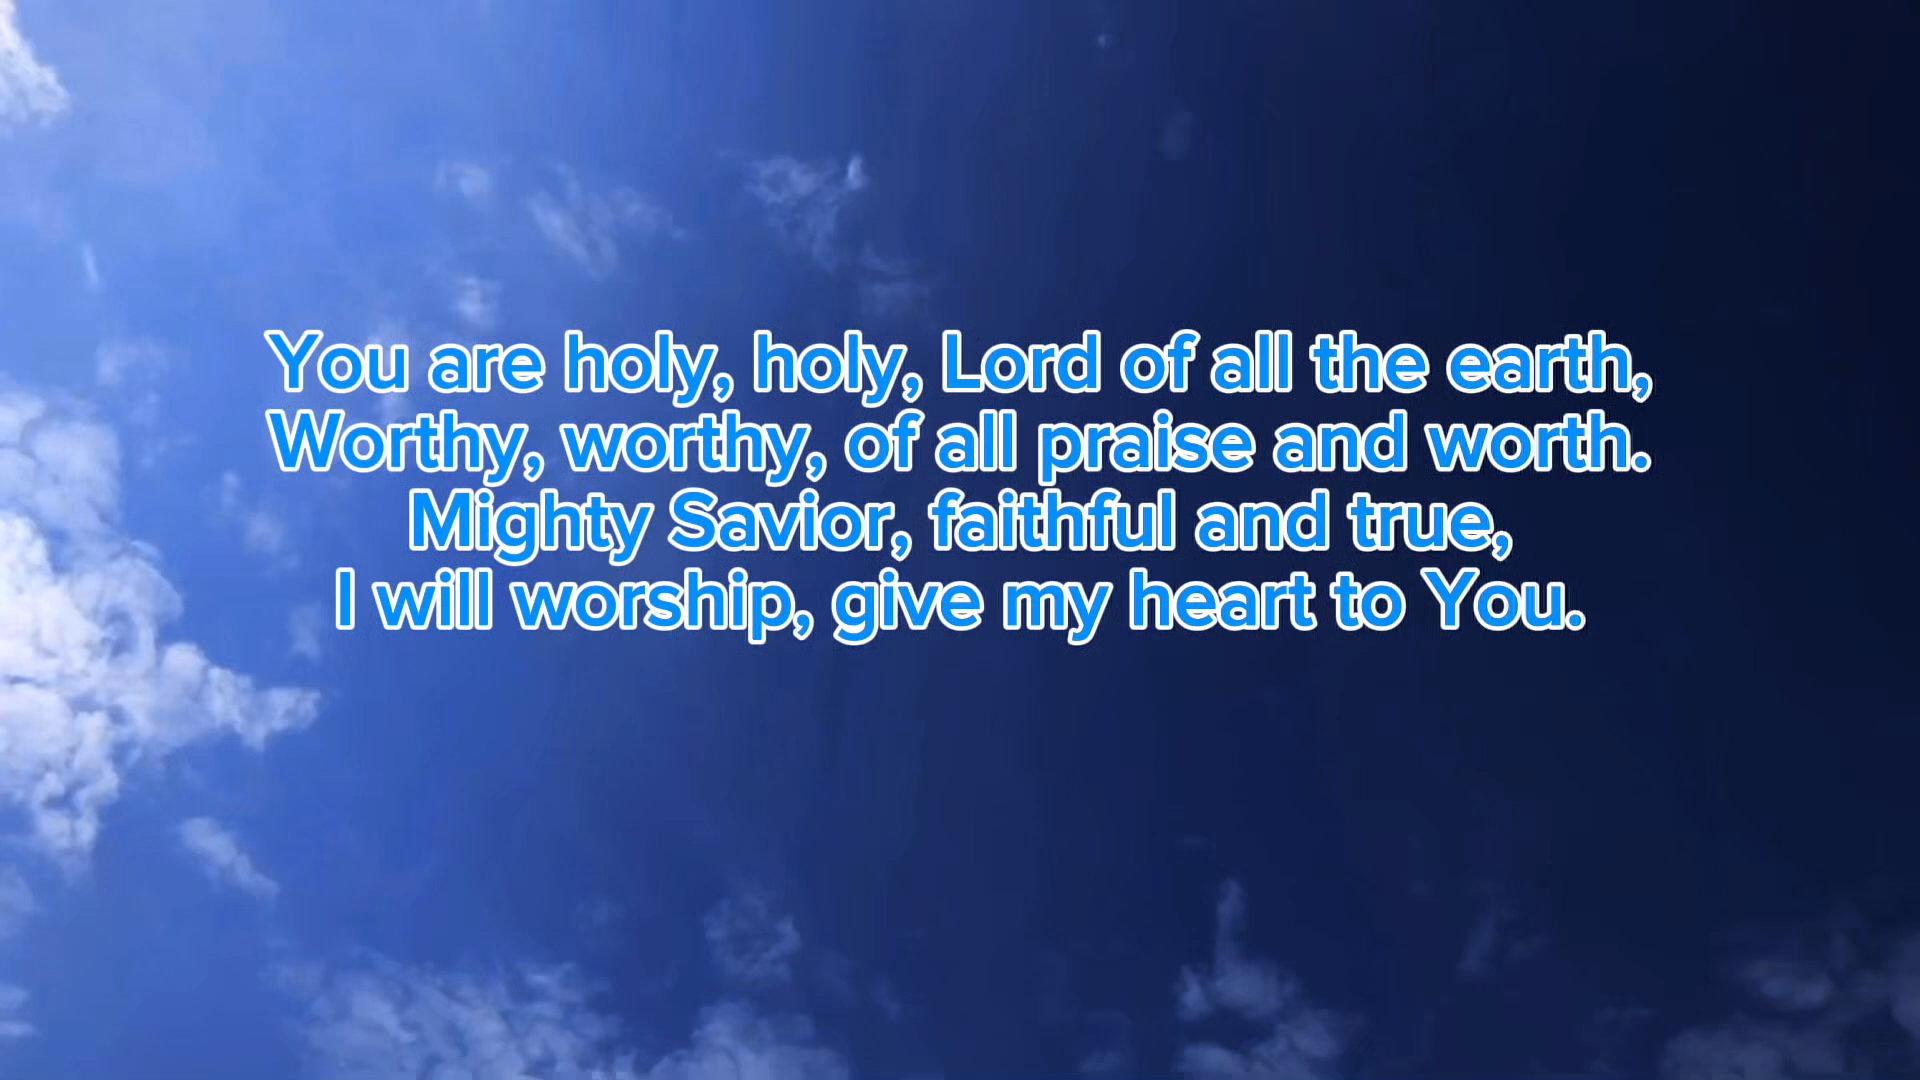 You are holy, holy, Lord of all the earth,
Worthy, worthy, of all praise and worth.
Mighty Savior, faithful and true,
I will worship, give my heart to You.